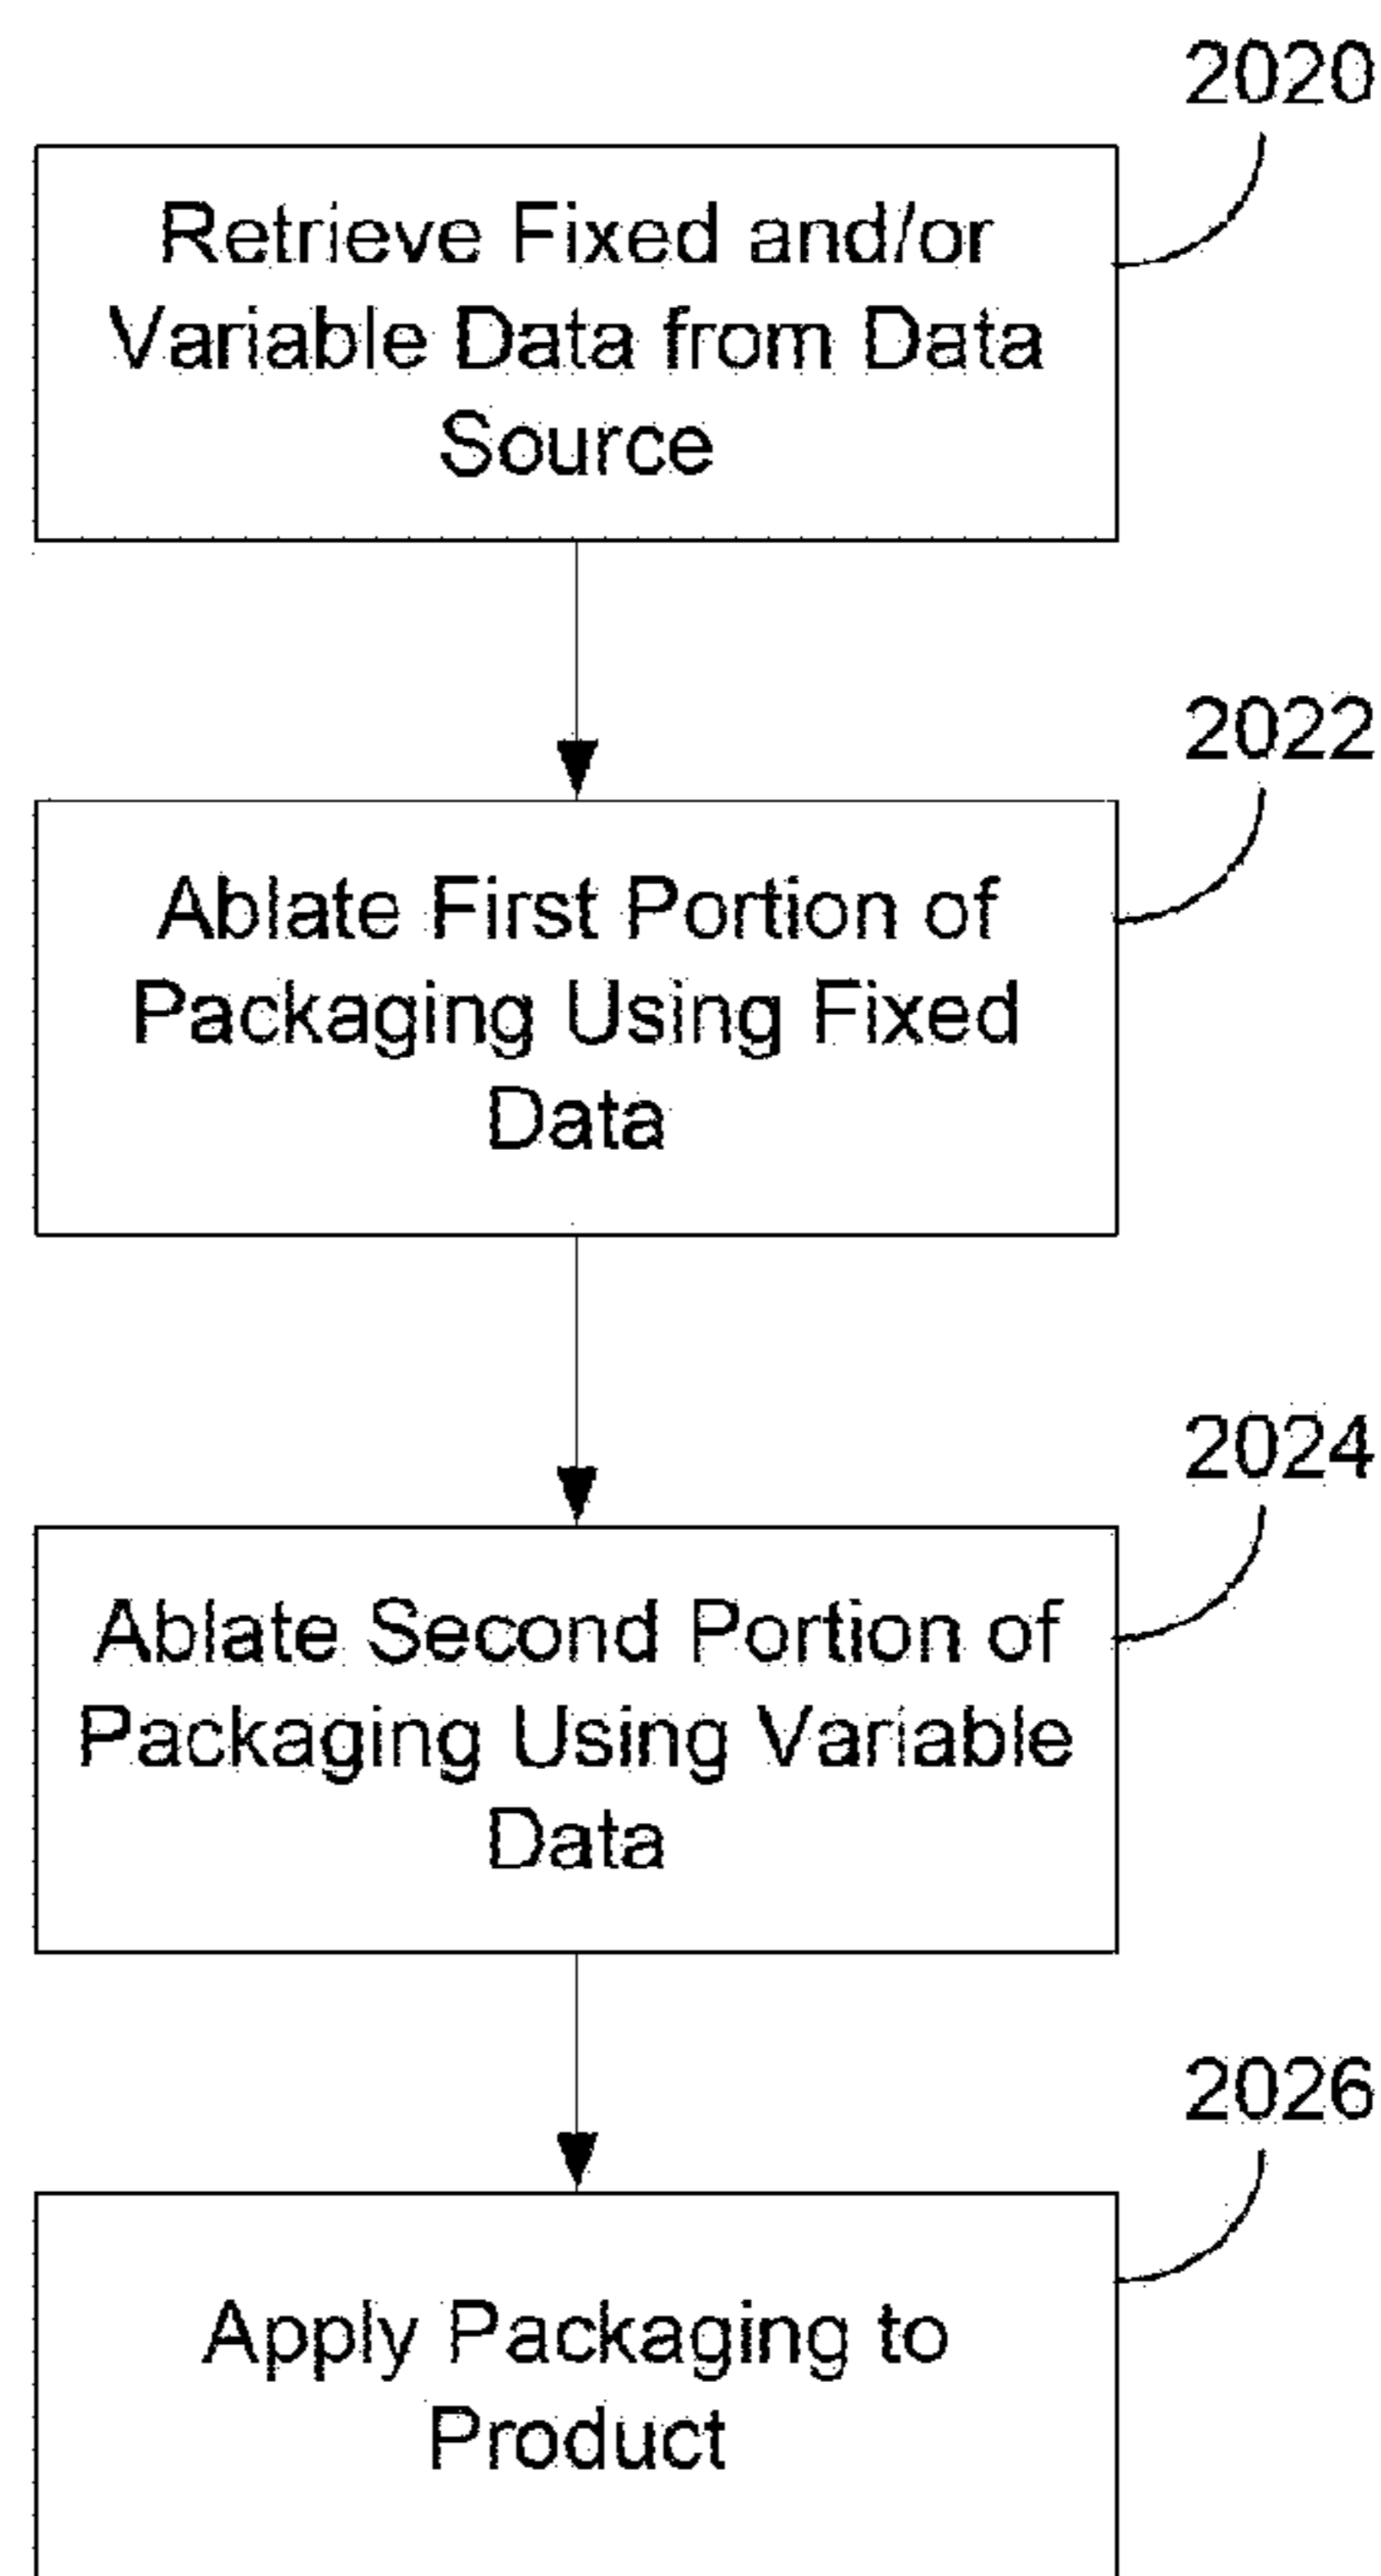 2020
Retrieve Fixed and/or
Variable Data from Data
Source
2022
Ablate First Portion of
Packaging Using Fixed
Data
2024
Ablate Second Portion of
Packaging Using Variable
Data
2026
Apply Packaging to
Product